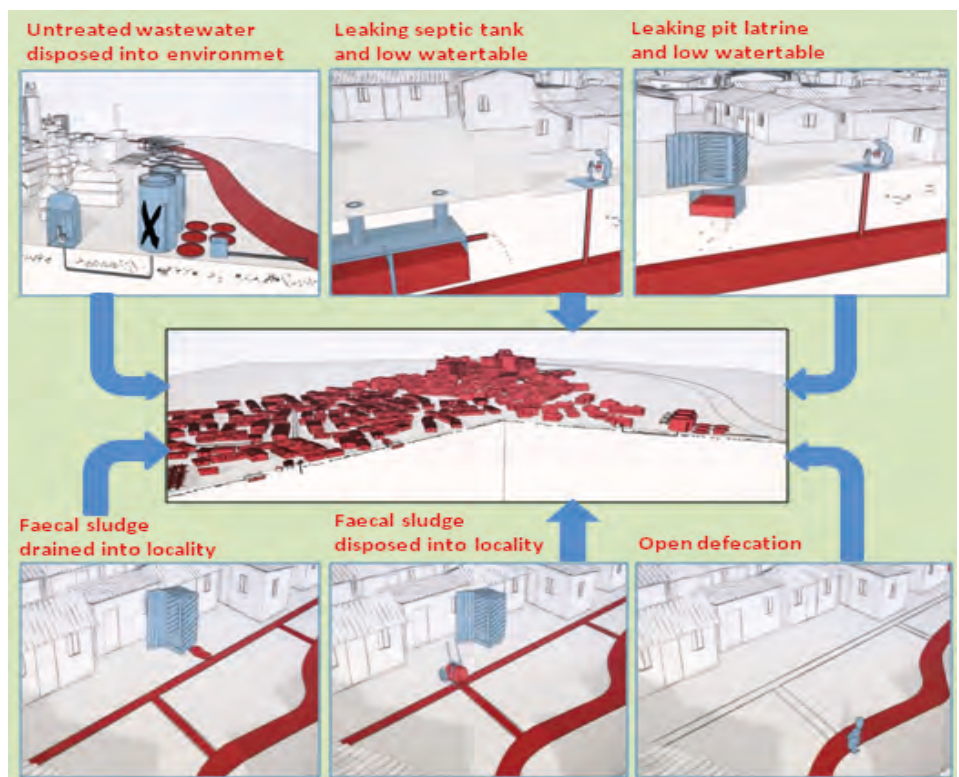 Untreated wastewater
disposed into environmet
Leaking septic tank
and low watertable
Leaking pit latrine
and low watertable
Faecal sludge
drained into locality
Faecal sludge
disposed into locality
Open defecation